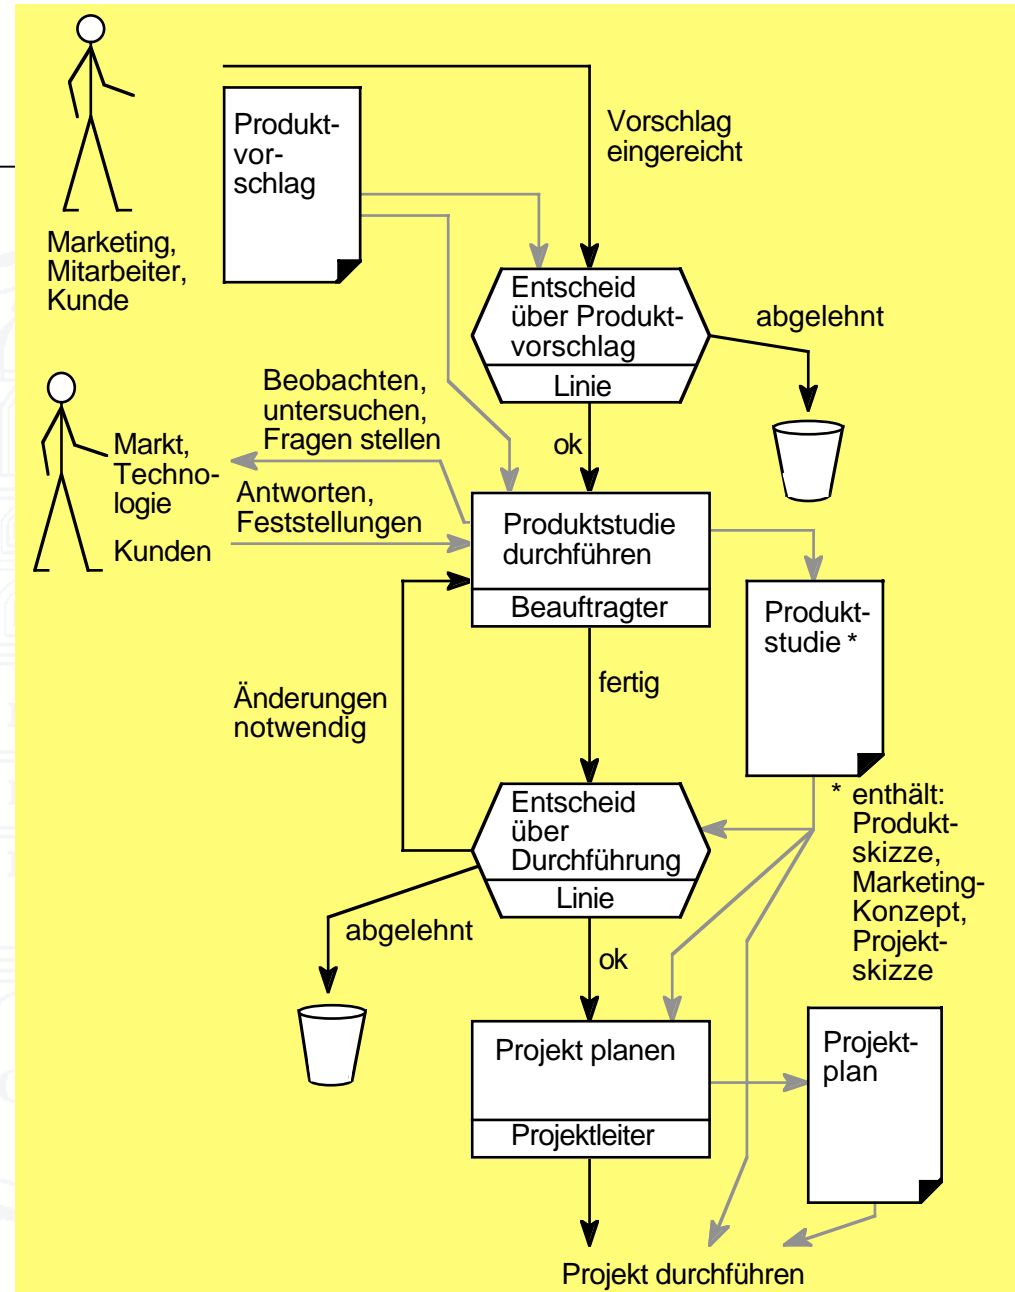 Produkt-
vor-
schlag
Vorschlag
eingereicht
Marketing,
Mitarbeiter,
Kunde
Entscheid
über Produkt-
vorschlag
Linie
abgelehnt
Beobachten,
untersuchen,
Fragen stellen
ok
Markt,
Techno-
logie
Kunden
Antworten,
Feststellungen
Produktstudie
durchführen
Beauftragter
Produkt-
studie *
fertig
Änderungen
notwendig
Entscheid
über
Durchführung
Linie
* enthält:
Produkt-
skizze,
Marketing-
Konzept,
Projekt-
skizze
abgelehnt
ok
Projekt planen
Projektleiter
Projekt-
plan
Projekt durchführen